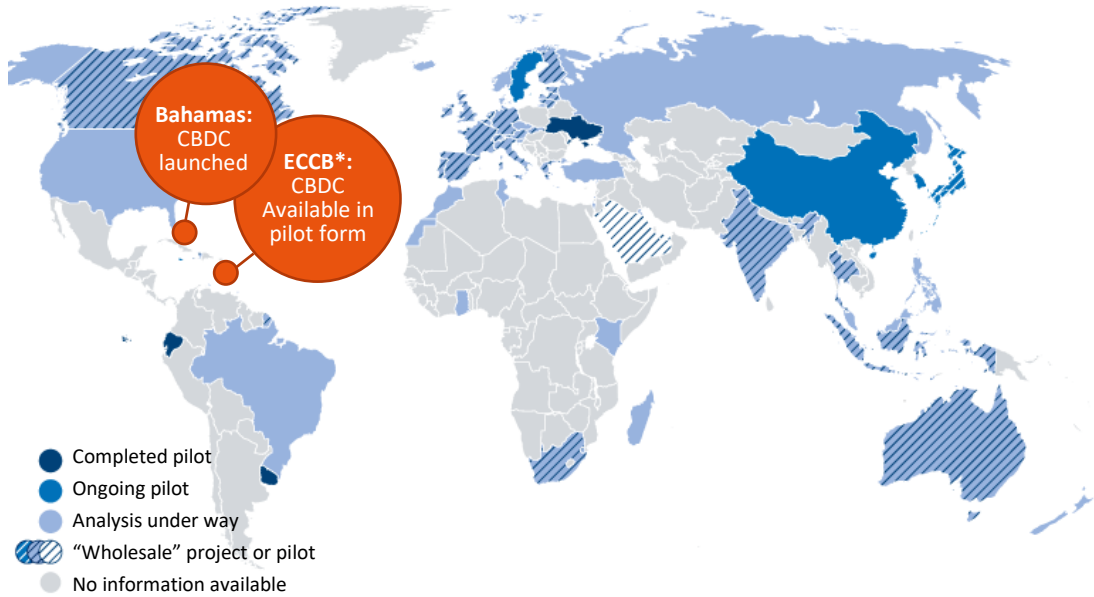 Bahamas:
CBDC
launched
ECCB*:
CBDC
Available in
pilot form
Completed pilot
Ongoing pilot
Analysis under way
“Wholesale” project or pilot
No information available